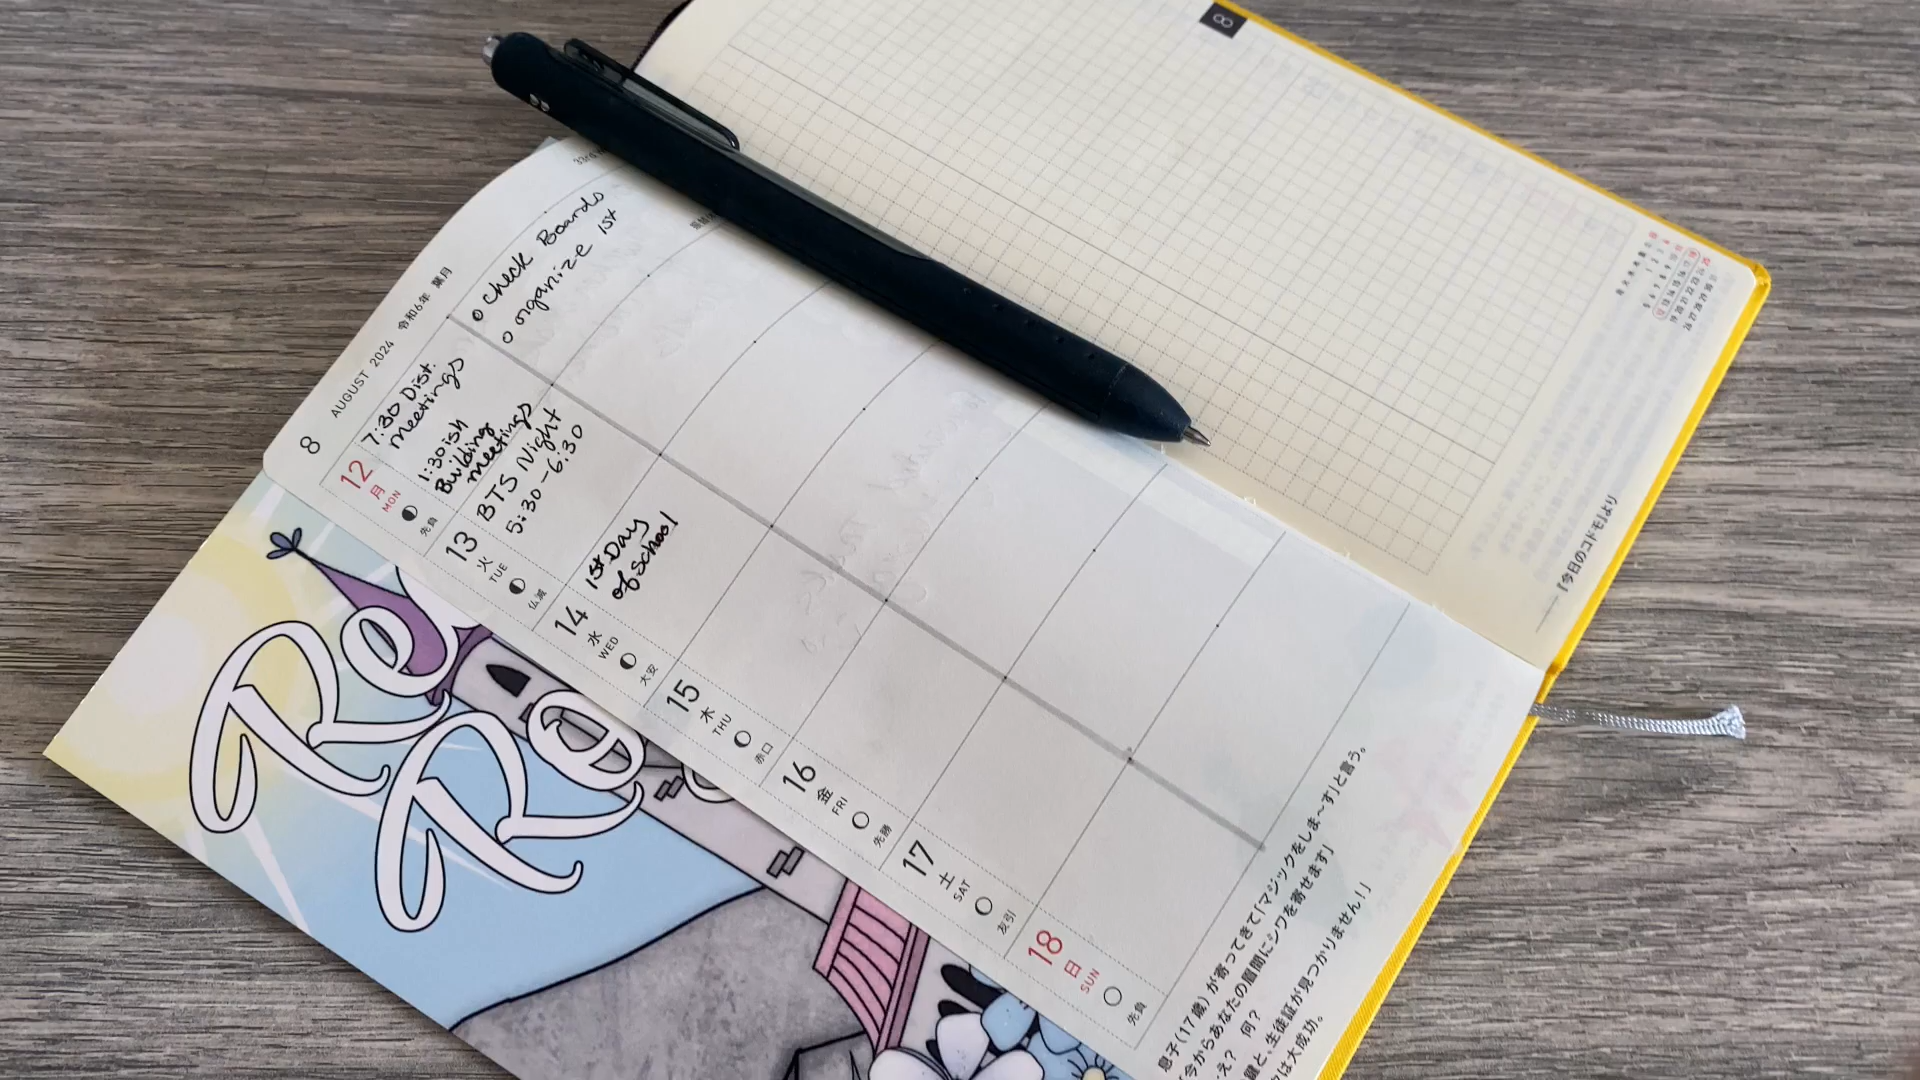 8
AUGUST 2024 令和6年 葉月
check Boards
organize 1st
12 月 MON 先負
7:30 Dist.
meetings
1:30ish
Building
meetings
13 火 TUE 仏滅
BTS Night
5:30-6:30
14 水 WED 大安
1st Day
of school
15 木 THU 赤口
16 金 FRI 先勝
17 土 SAT 友引
18 日 SUN 先負
息子(17歳)が寄ってきて「マジックをしま〜す」と言う。
「今からあなたの眉間にシワを寄せます」
え? 何?
鍵と、生徒証が見つかりません!」
は大成功。
8
──『今日のコドモ』より
Re
Ro